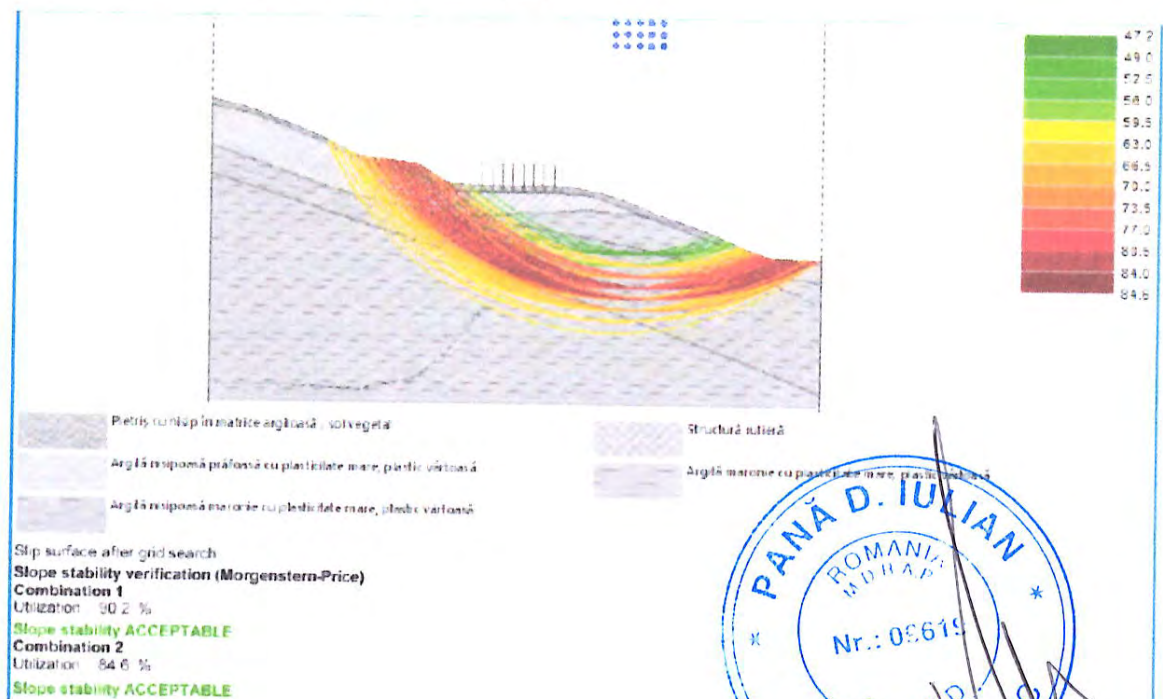 47.2
49.0
52.5
56.0
59.5
63.0
66.5
70.0
73.5
77.0
80.5
84.0
84.6
Pietriș cu nisip în matrice argiloasă , sol vegetal
Structură rutieră
Argilă nisipoasă prăfoasă cu plasticitate mare, plastic vârtoasă
Argilă maronie cu plasticitate mare, plastic vârtoasă
Argilă nisipoasă maronie cu plasticitate mare, plastic vartoasă
Slip surface after grid search
Slope stability verification (Morgenstern-Price)
Combination 1
Utilization 90.2 %
Slope stability ACCEPTABLE
Combination 2
Utilization 84.6 %
Slope stability ACCEPTABLE
* PANĂ D. IULIAN *
ROMANIA
M D R A P